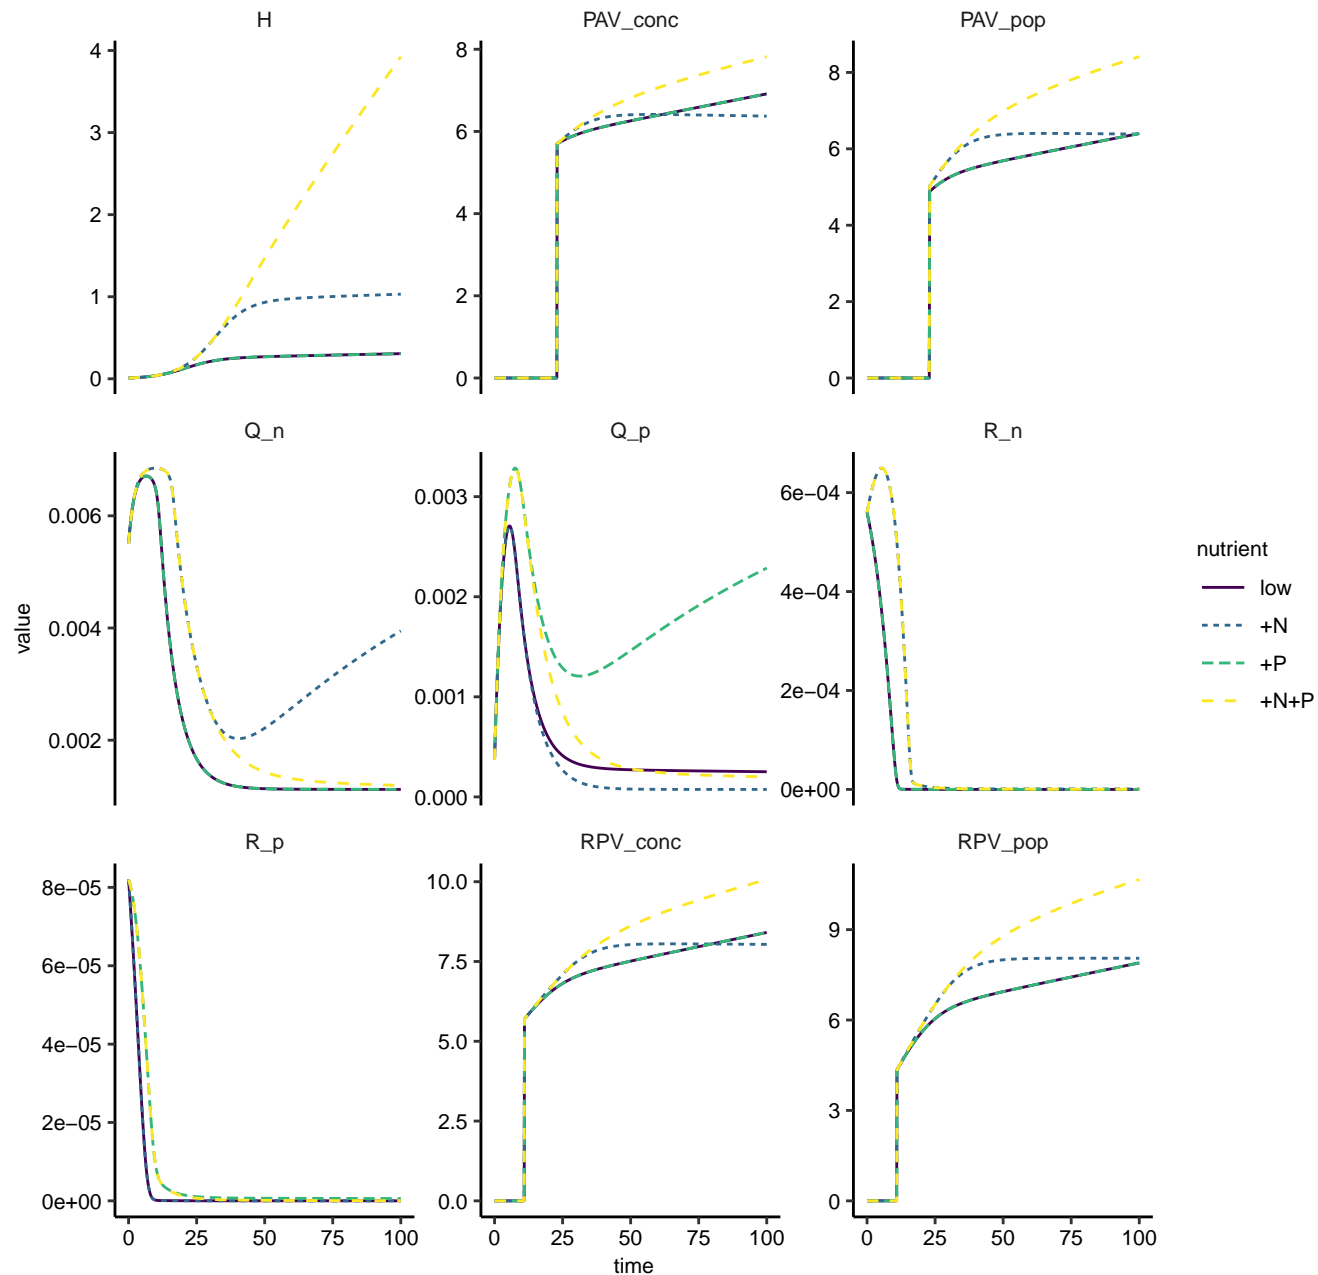 H PAV_conc PAV_pop
4
3
2
1
0
8
6
4
2
0
8
6
4
2
0
Q_n Q_p R_n
0.006
0.004
0.002
0.003
0.002
0.001
0.000
6e−04
4e−04
2e−04
0e+00
R_p RPV_conc RPV_pop
8e−05
6e−05
4e−05
2e−05
0e+00
10.0
7.5
5.0
2.5
0.0
9
6
3
0
0 25 50 75 100
0 25 50 75 100
0 25 50 75 100
time
value
nutrient
low
+N
+P
+N+P